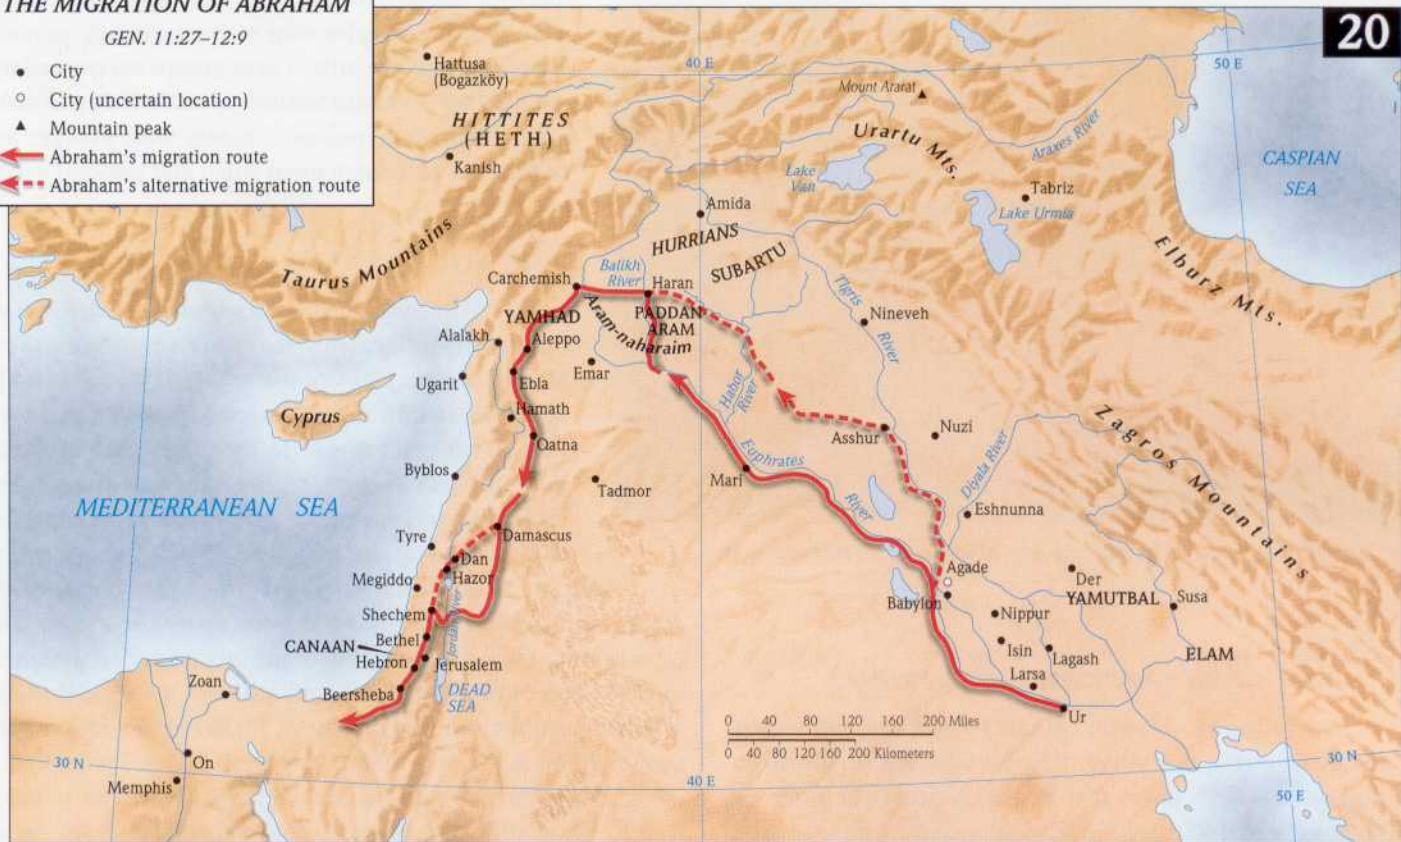 THE MIGRATION OF ABRAHAM
GEN. 11:27–12:9
City
City (uncertain location)
Mountain peak
Abraham's migration route
Abraham's alternative migration route
20
40 E
50 E
Hattusa
(Bogazköy)
HITTITES
(HETH)
Kanish
Mount Ararat
Urartu Mts.
Araxes River
CASPIAN
SEA
Lake
Van
Tabriz
Lake Urmia
Amida
HURRIANS
SUBARTU
Elburz Mts.
Taurus Mountains
Carchemish
Balikh
River
Haran
Tigris
River
Nineveh
YAMHAD
PADDAN
ARAM
Aram-naharaim
Alalakh
Aleppo
Emar
Ugarit
Ebla
Habor
River
Cyprus
Hamath
Qatna
Asshur
Nuzi
Zagros Mountains
Byblos
Tadmor
Mari
Euphrates
River
Diyala River
MEDITERRANEAN SEA
Eshnunna
Tyre
Damascus
Dan
Hazor
Megiddo
Agade
Babylon
Der
YAMUTBAL
Susa
Shechem
Jordan River
Nippur
CANAAN
Bethel
Isin
Lagash
ELAM
Hebron
Jerusalem
Larsa
Zoan
Beersheba
DEAD
SEA
Ur
0 40 80 120 160 200 Miles
0 40 80 120 160 200 Kilometers
On
30 N
30 N
Memphis
40 E
50 E